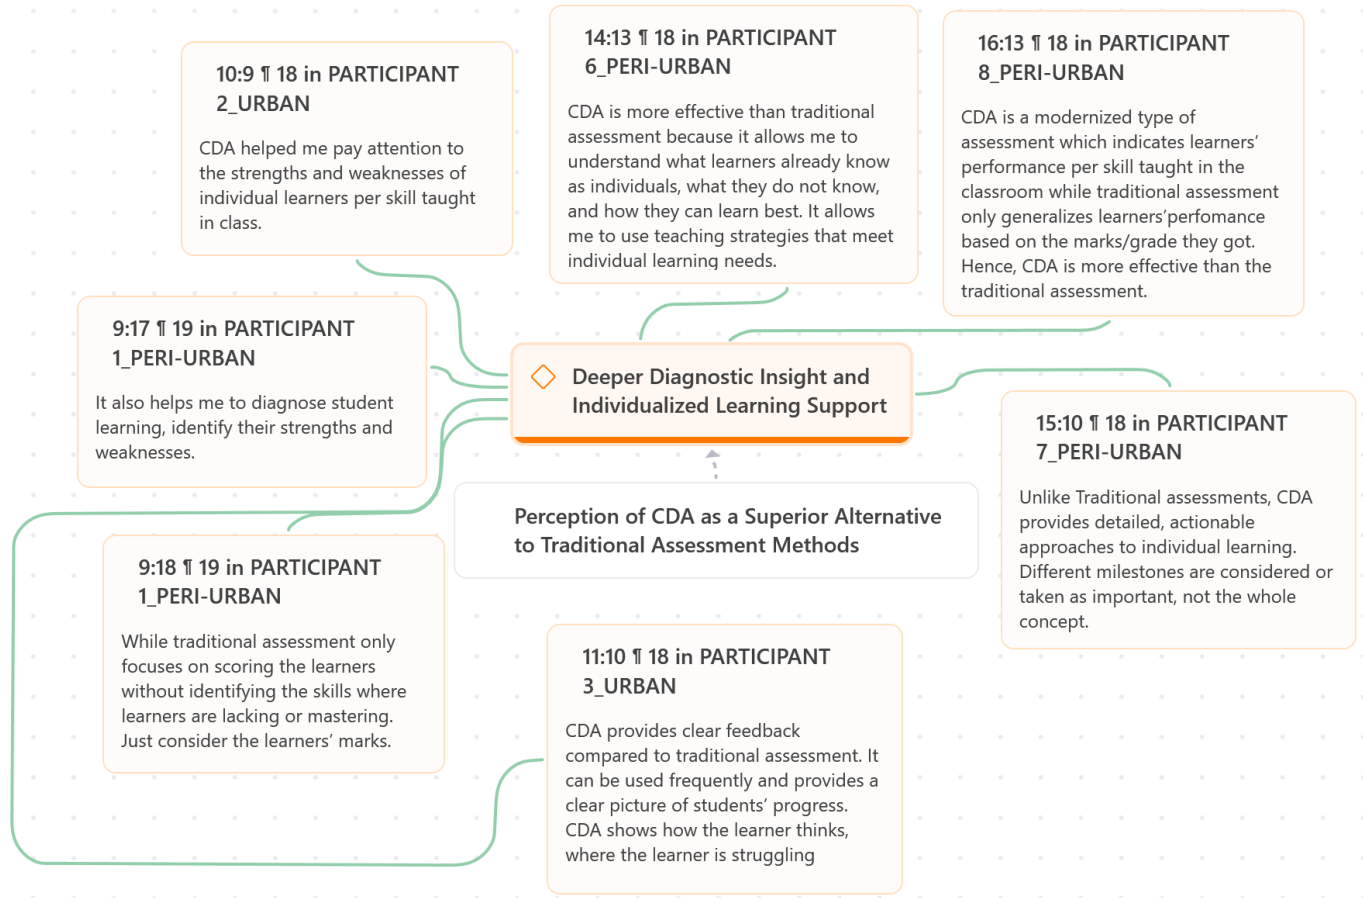 10:9 ¶ 18 in PARTICIPANT
2_URBAN
CDA helped me pay attention to
the strengths and weaknesses of
individual learners per skill taught
in class.
14:13 ¶ 18 in PARTICIPANT
6_PERI-URBAN
CDA is more effective than traditional
assessment because it allows me to
understand what learners already know
as individuals, what they do not know,
and how they can learn best. It allows
me to use teaching strategies that meet
individual learning needs.
16:13 ¶ 18 in PARTICIPANT
8_PERI-URBAN
CDA is a modernized type of
assessment which indicates learners’
performance per skill taught in the
classroom while traditional assessment
only generalizes learners’perfomance
based on the marks/grade they got.
Hence, CDA is more effective than the
traditional assessment.
9:17 ¶ 19 in PARTICIPANT
1_PERI-URBAN
It also helps me to diagnose student
learning, identify their strengths and
weaknesses.
Deeper Diagnostic Insight and
Individualized Learning Support
15:10 ¶ 18 in PARTICIPANT
7_PERI-URBAN
Unlike Traditional assessments, CDA
provides detailed, actionable
approaches to individual learning.
Different milestones are considered or
taken as important, not the whole
concept.
Perception of CDA as a Superior Alternative
to Traditional Assessment Methods
9:18 ¶ 19 in PARTICIPANT
1_PERI-URBAN
While traditional assessment only
focuses on scoring the learners
without identifying the skills where
learners are lacking or mastering.
Just consider the learners’ marks.
11:10 ¶ 18 in PARTICIPANT
3_URBAN
CDA provides clear feedback
compared to traditional assessment. It
can be used frequently and provides a
clear picture of students’ progress.
CDA shows how the learner thinks,
where the learner is struggling